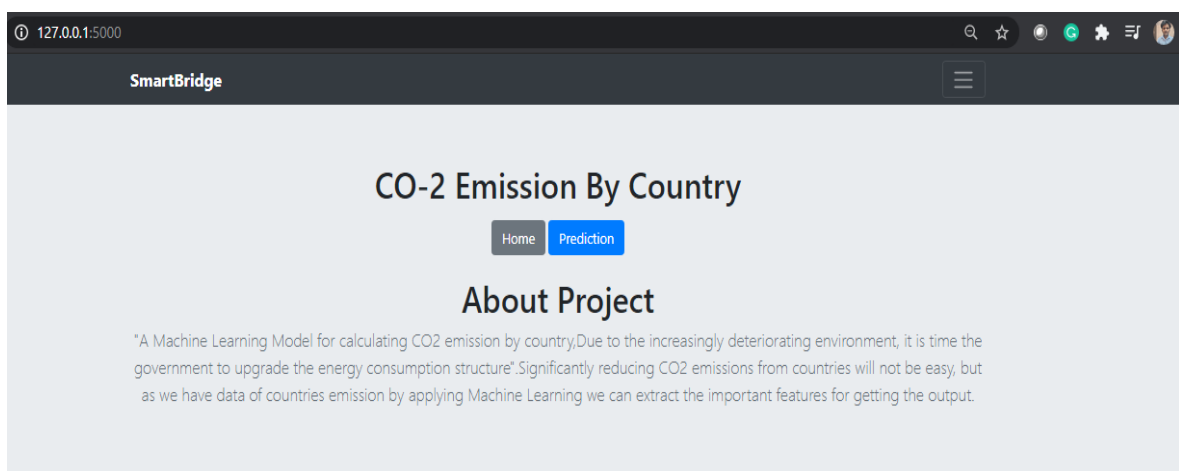 127.0.0.1:5000
SmartBridge
CO-2 Emission By Country
Home Prediction
About Project
"A Machine Learning Model for calculating CO2 emission by country,Due to the increasingly deteriorating environment, it is time the
government to upgrade the energy consumption structure".Significantly reducing CO2 emissions from countries will not be easy, but
as we have data of countries emission by applying Machine Learning we can extract the important features for getting the output.